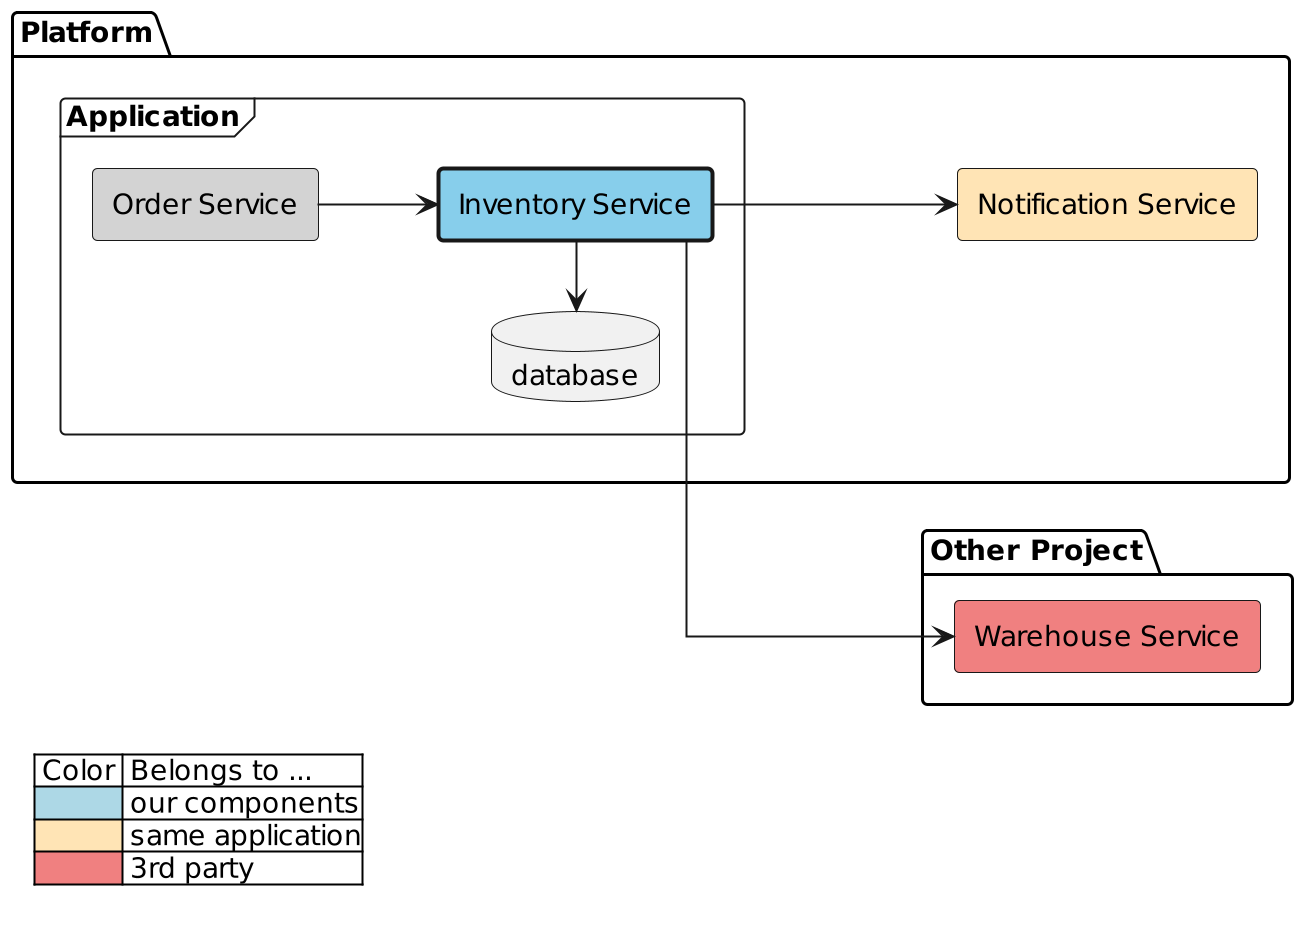 Platform
Application
Order Service
Inventory Service
Notification Service
database
Other Project
Warehouse Service
Color Belongs to ...
our components
same application
3rd party